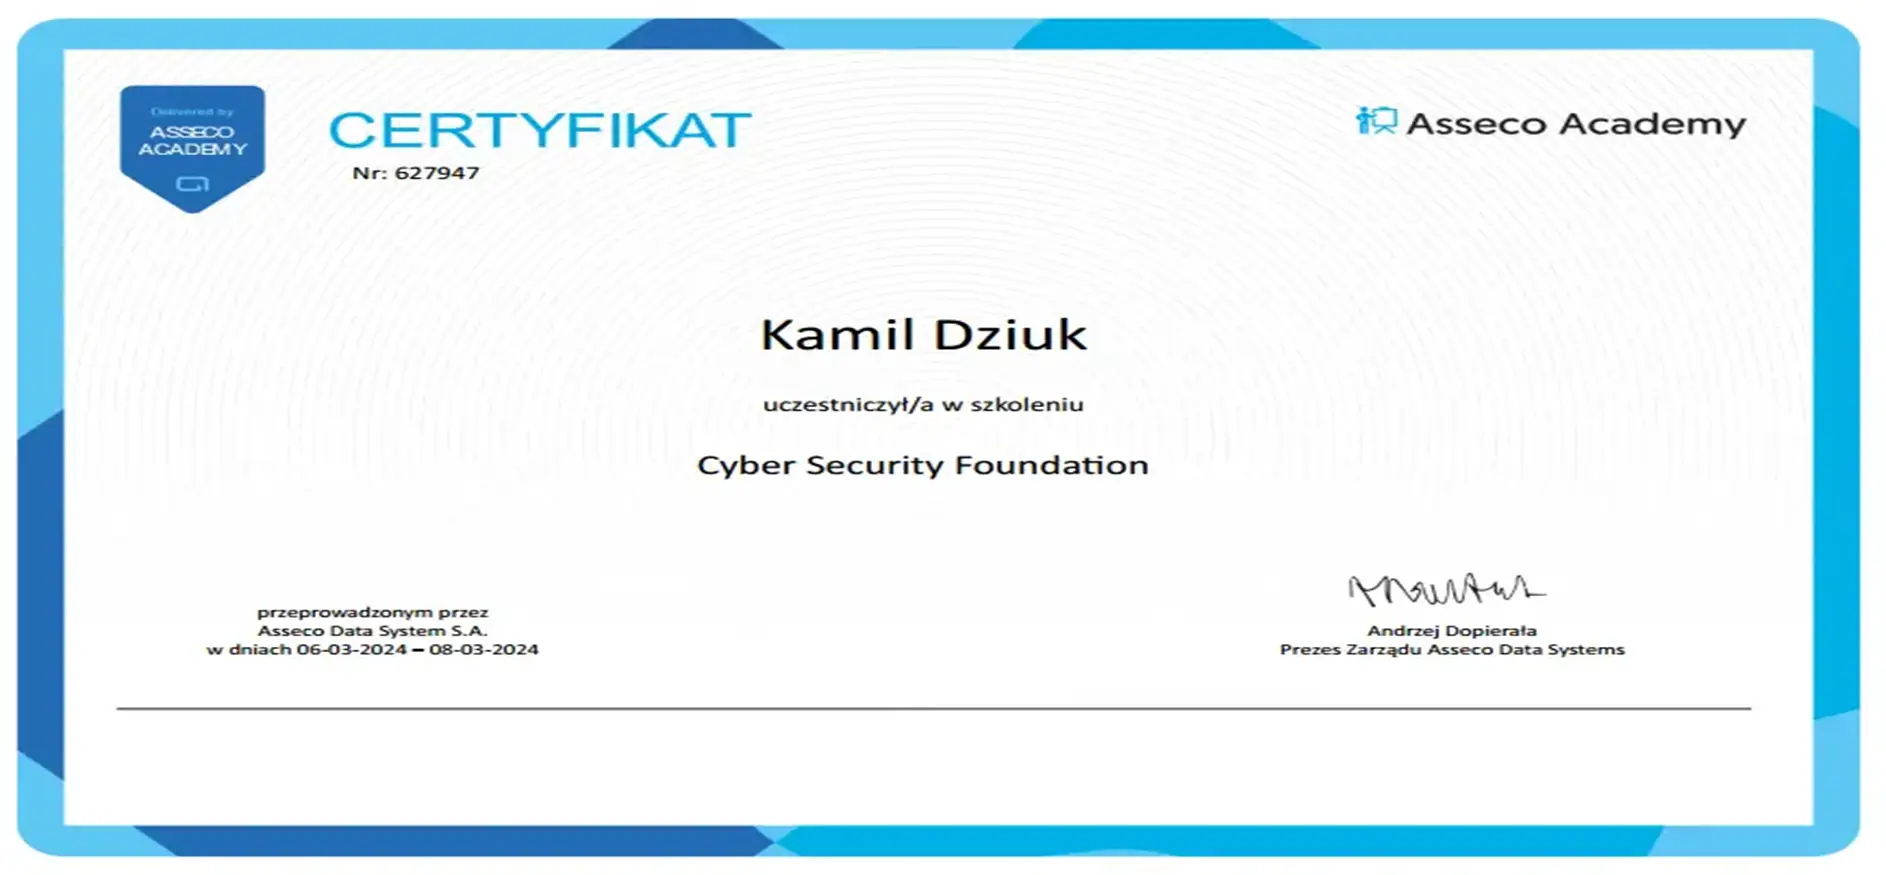 Delivered by
ASSECO
ACADEMY
CERTYFIKAT
Nr: 627947
Asseco Academy
Kamil Dziuk
uczestniczył/a w szkoleniu
Cyber Security Foundation
przeprowadzonym przez
Asseco Data System S.A.
w dniach 06-03-2024 – 08-03-2024
Andrzej Dopierała
Prezes Zarządu Asseco Data Systems